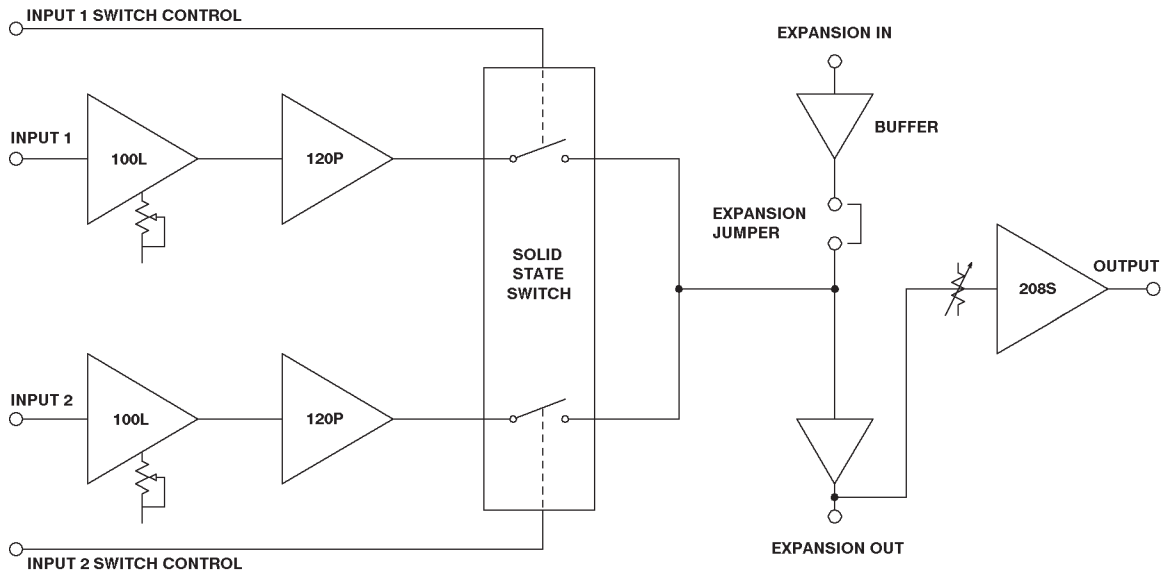 INPUT 1 SWITCH CONTROL
EXPANSION IN
INPUT 1
100L
120P
BUFFER
EXPANSION
JUMPER
SOLID
STATE
SWITCH
OUTPUT
208S
INPUT 2
100L
120P
EXPANSION OUT
INPUT 2 SWITCH CONTROL